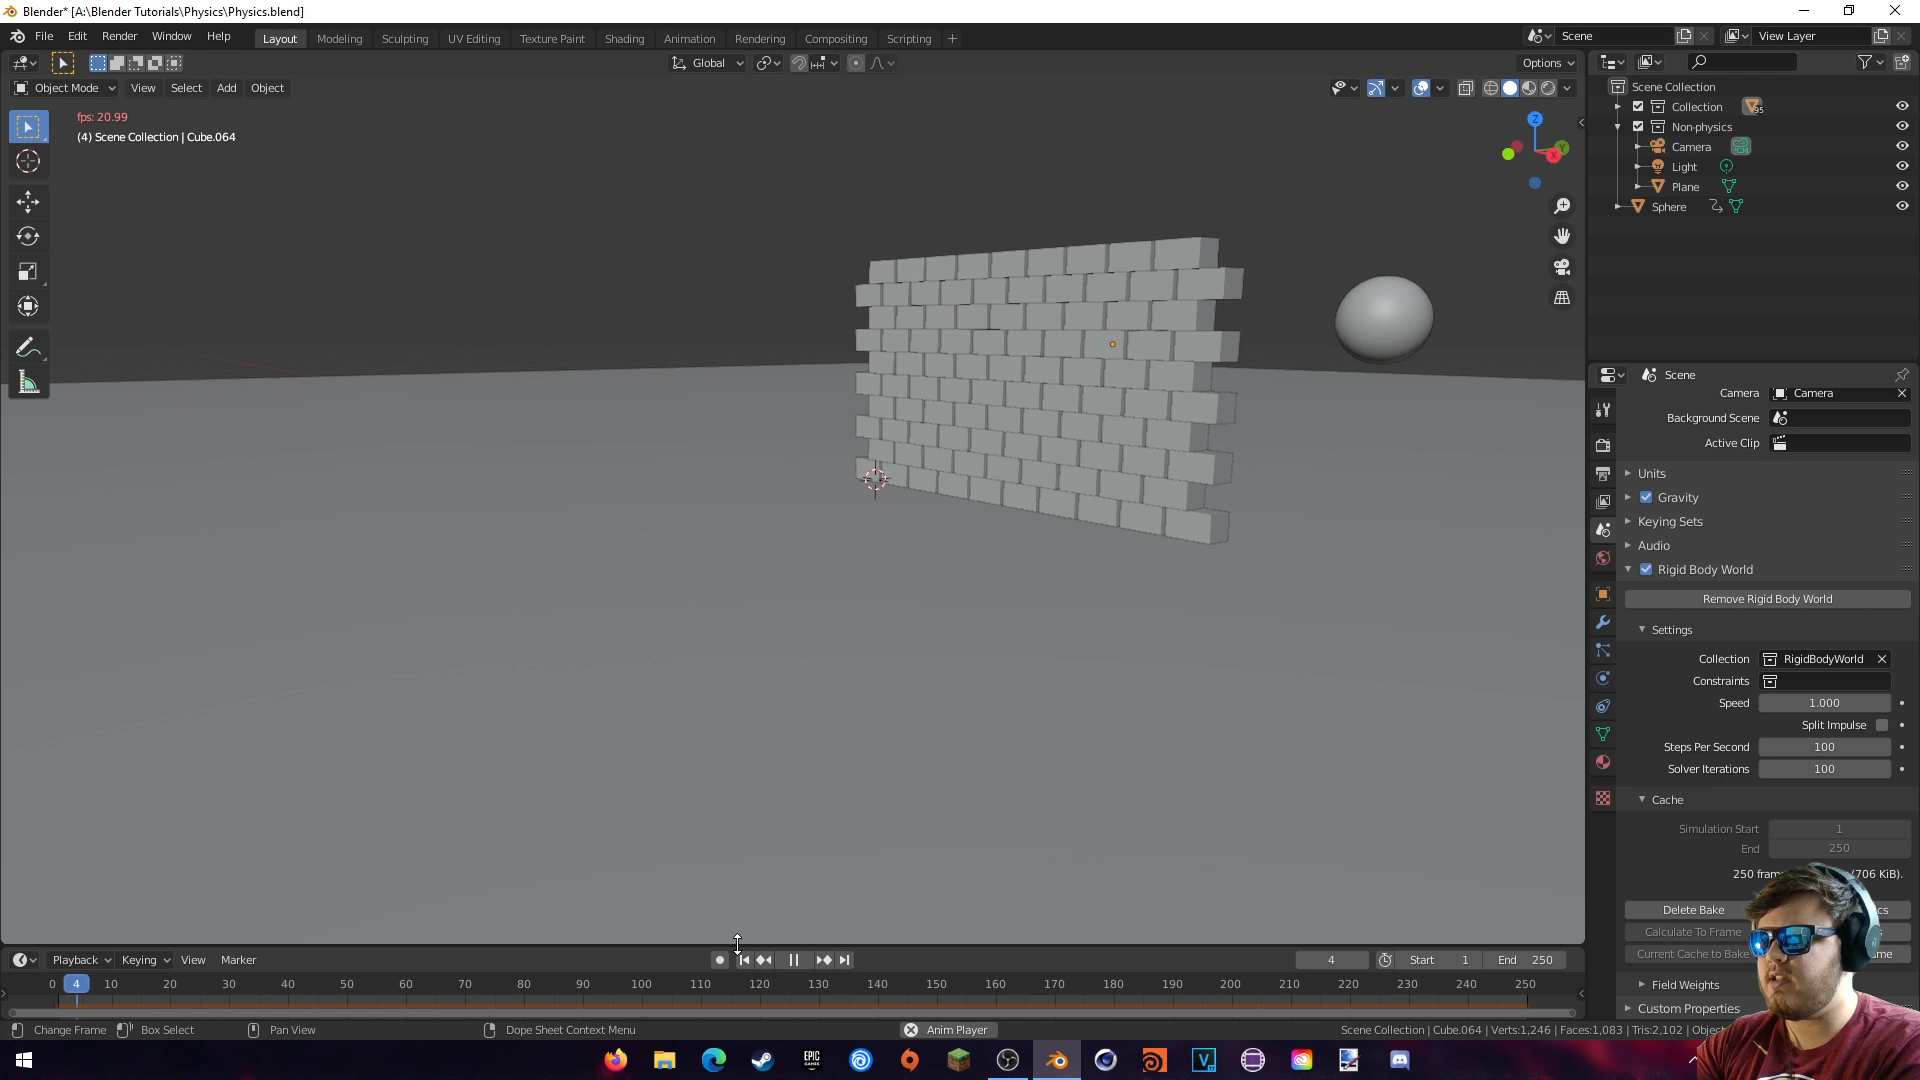 Blender* [A:\Blender Tutorials\Physics\Physics.blend]
File Edit Render Window Help
Layout Modeling Sculpting UV Editing Texture Paint Shading Animation Rendering Compositing Scripting
Scene
View Layer
Global
Options
Object Mode View Select Add Object
fps: 20.99
(4) Scene Collection | Cube.064
Z
Y
X
Scene Collection
Collection 95
Non-physics
Camera
Light
Plane
Sphere
Scene
Camera Camera
Background Scene
Active Clip
Units
Gravity
Keying Sets
Audio
Rigid Body World
Remove Rigid Body World
Settings
Collection RigidBodyWorld
Constraints
Speed 1.000
Split Impulse
Steps Per Second 100
Solver Iterations 100
Cache
Simulation Start 1
End 250
250 fram (706 KiB).
Delete Bake cs
Calculate To Frame
Current Cache to Bake me
Field Weights
Custom Properties
Playback Keying View Marker
4 Start 1 End 250
0 4 10 20 30 40 50 60 70 80 90 100 110 120 130 140 150 160 170 180 190 200 210 220 230 240 250
Change Frame Box Select Pan View Dope Sheet Context Menu Anim Player
Scene Collection | Cube.064 | Verts:1,246 | Faces:1,083 | Tris:2,102 | Object
EPIC GAMES
V